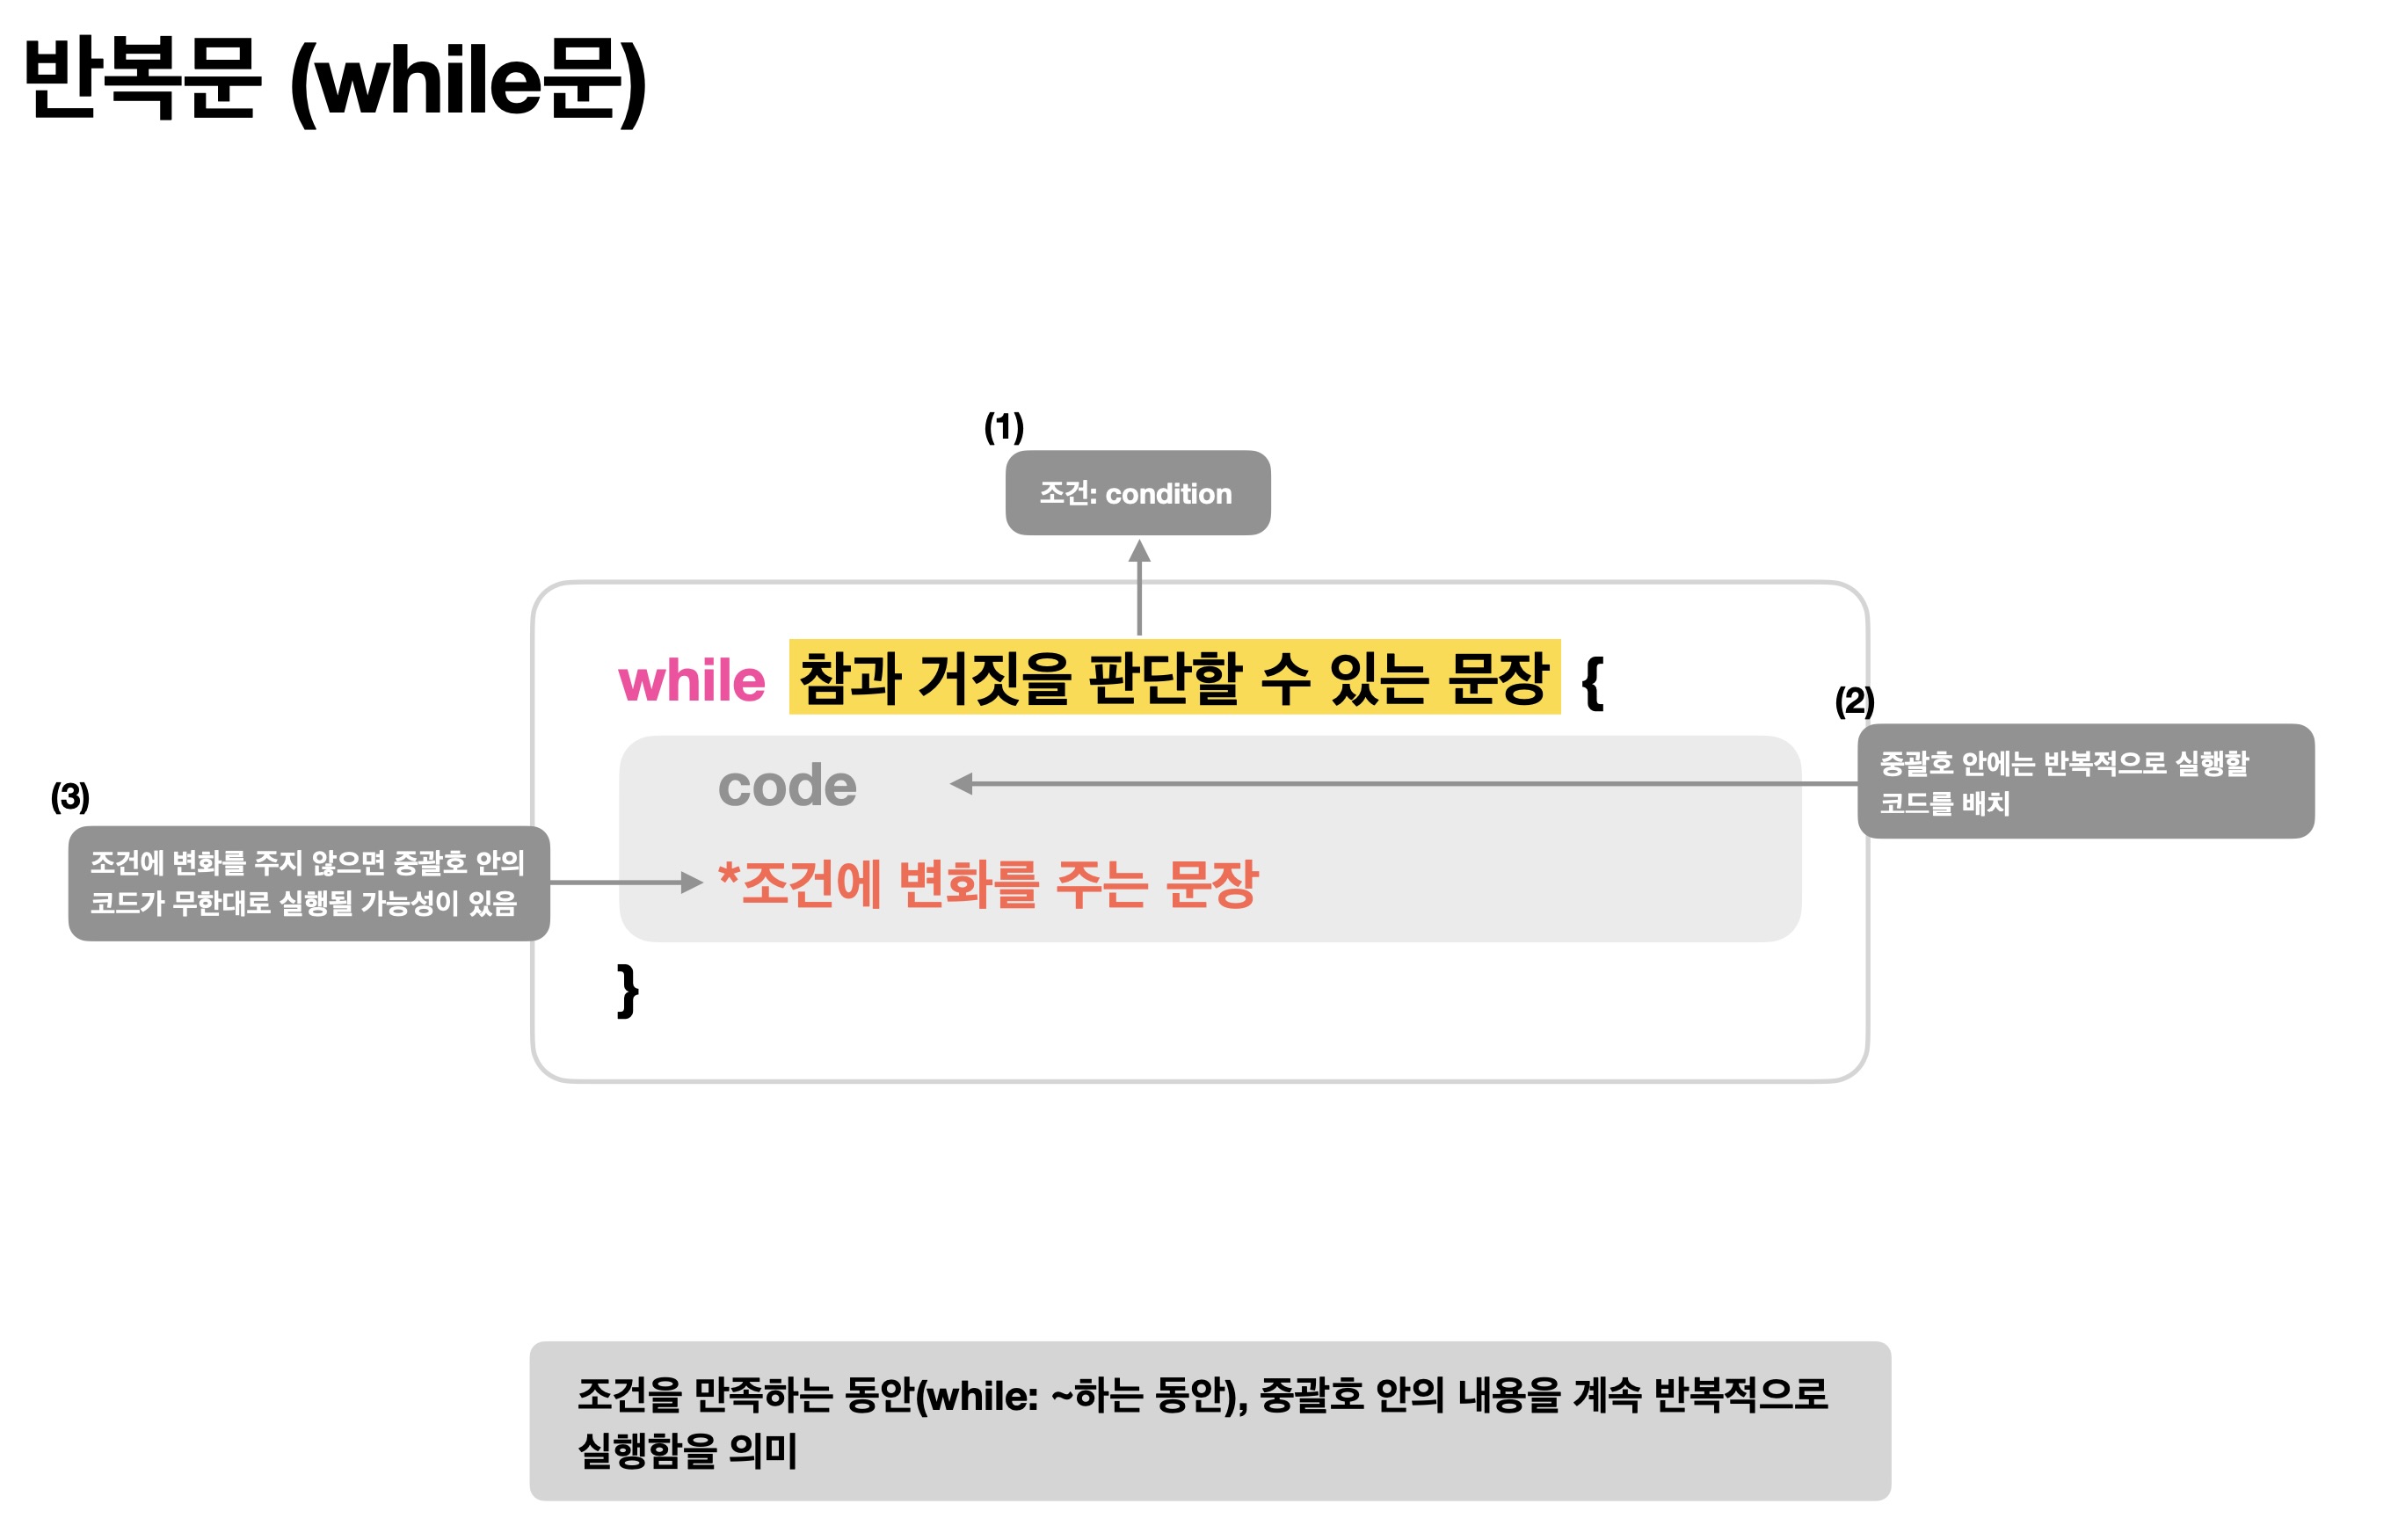 반복문 (while문)
(1)
조건: condition
while 참과 거짓을 판단할 수 있는 문장 {
(2)
중괄호 안에는 반복적으로 실행할
코드를 배치
code
(3)
조건에 변화를 주지 않으면 중괄호 안의
코드가 무한대로 실행될 가능성이 있음
*조건에 변화를 주는 문장
}
조건을 만족하는 동안(while: ~하는 동안), 중괄호 안의 내용을 계속 반복적으로
실행함을 의미